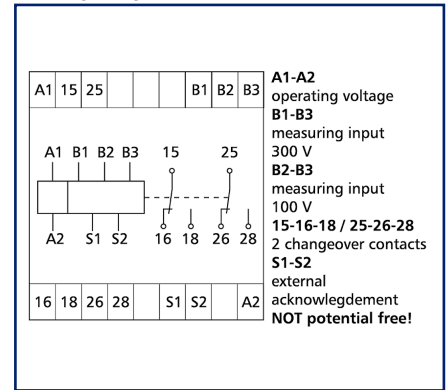 A1 15 25 B1 B2 B3
A1 B1 B2 B3 15 25
A2 S1 S2 16 18 26 28
16 18 26 28 S1 S2 A2
A1-A2
operating voltage
B1-B3
measuring input
300 V
B2-B3
measuring input
100 V
15-16-18 / 25-26-28
2 changeover contacts
S1-S2
external
acknowlegdement
NOT potential free!